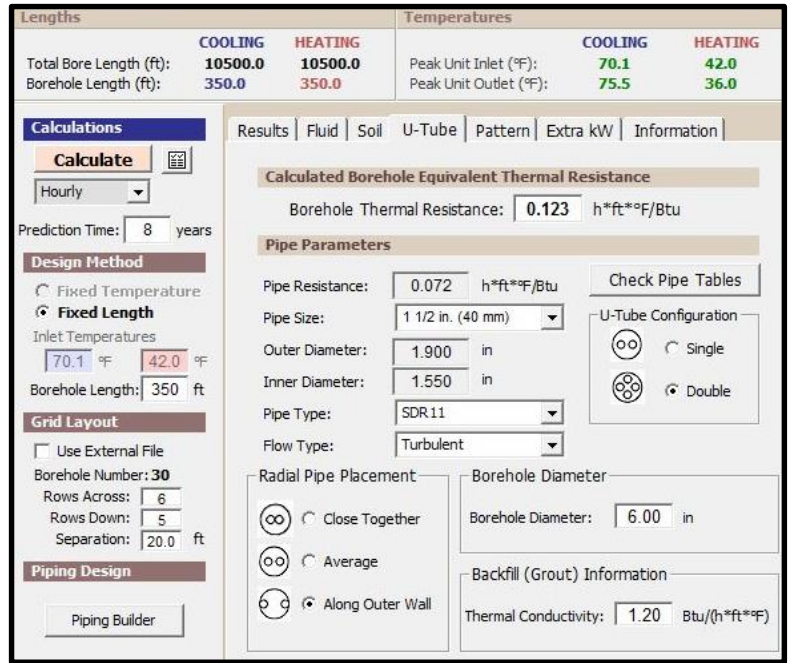 Lengths
Temperatures
COOLING HEATING
COOLING HEATING
Total Bore Length (ft): 10500.0 10500.0
Peak Unit Inlet (°F): 70.1 42.0
Borehole Length (ft): 350.0 350.0
Peak Unit Outlet (°F): 75.5 36.0
Calculations
Calculate
Hourly
Prediction Time: 8 years
Design Method
Fixed Temperature
Fixed Length
Inlet Temperatures
70.1 °F 42.0 °F
Borehole Length: 350 ft
Grid Layout
Use External File
Borehole Number: 30
Rows Across: 6
Rows Down: 5
Separation: 20.0 ft
Piping Design
Piping Builder
Results Fluid Soil U-Tube Pattern Extra kW Information
Calculated Borehole Equivalent Thermal Resistance
Borehole Thermal Resistance: 0.123 h*ft*°F/Btu
Pipe Parameters
Pipe Resistance: 0.072 h*ft*°F/Btu
Check Pipe Tables
Pipe Size: 1 1/2 in. (40 mm)
Outer Diameter: 1.900 in
Inner Diameter: 1.550 in
Pipe Type: SDR11
Flow Type: Turbulent
U-Tube Configuration
Single
Double
Radial Pipe Placement
Close Together
Average
Along Outer Wall
Borehole Diameter
Borehole Diameter: 6.00 in
Backfill (Grout) Information
Thermal Conductivity: 1.20 Btu/(h*ft*°F)